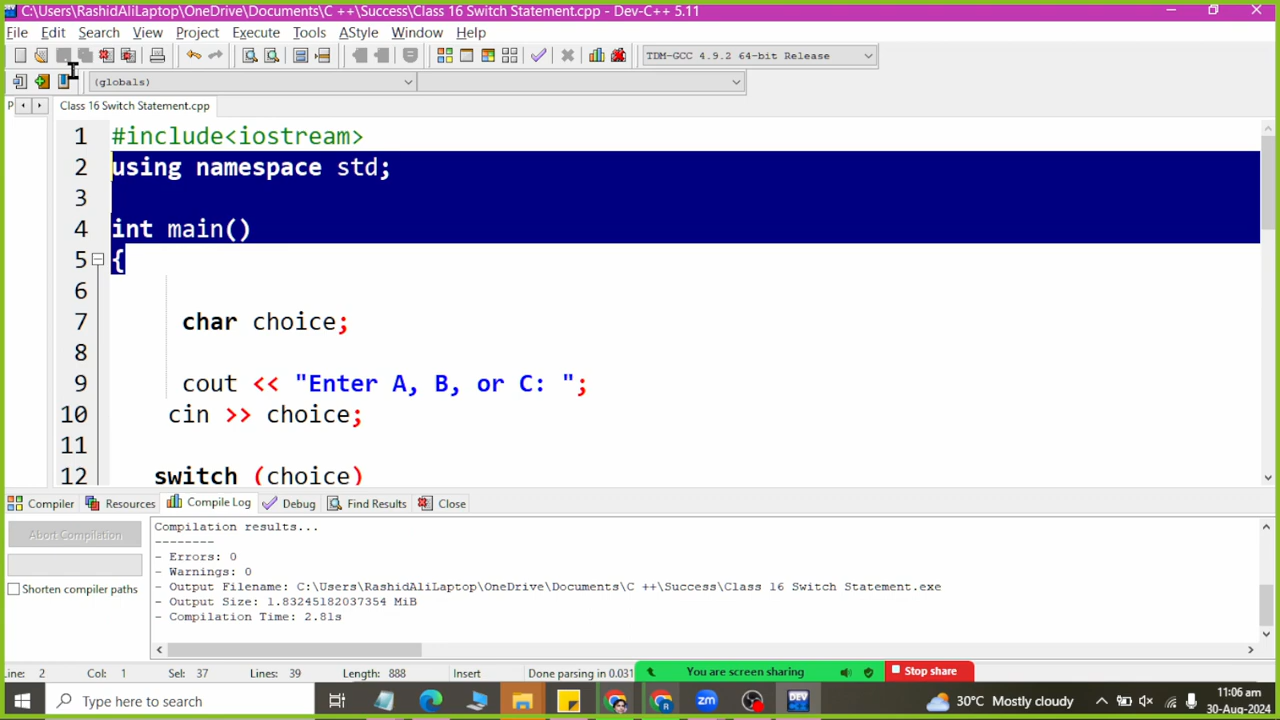 C:\Users\RashidAliLaptop\OneDrive\Documents\C ++\Success\Class 16 Switch Statement.cpp - Dev-C++ 5.11
File Edit Search View Project Execute Tools AStyle Window Help
TDM-GCC 4.9.2 64-bit Release
(globals)
P Class 16 Switch Statement.cpp
1 #include<iostream>
2 using namespace std;
3
4 int main()
5 {
6
7 char choice;
8
9 cout << "Enter A, B, or C: ";
10 cin >> choice;
11
12 switch (choice)
Compiler Resources Compile Log Debug Find Results Close
Abort Compilation
Shorten compiler paths
Compilation results...
--------
- Errors: 0
- Warnings: 0
- Output Filename: C:\Users\RashidAliLaptop\OneDrive\Documents\C ++\Success\Class 16 Switch Statement.exe
- Output Size: 1.83245182037354 MiB
- Compilation Time: 2.81s
Line: 2 Col: 1 Sel: 37 Lines: 39 Length: 888 Insert Done parsing in 0.031
You are screen sharing Stop share
Type here to search
zm
DEV
30°C Mostly cloudy
11:06 am
30-Aug-2024